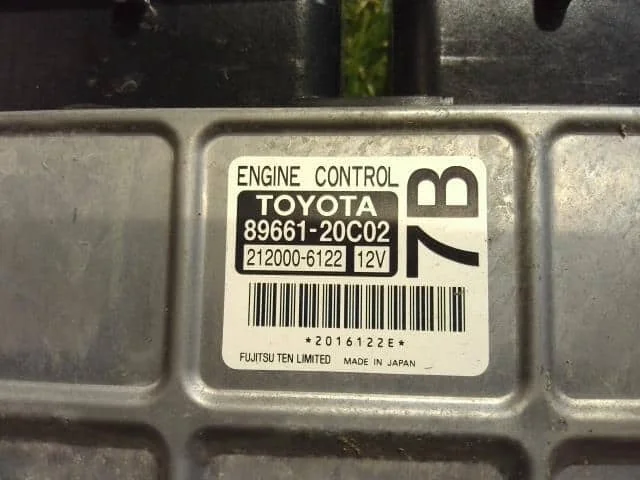 ENGINE CONTROL
TOYOTA
89661-20C02
212000-6122 12V
7B
*2016122E*
FUJITSU TEN LIMITED MADE IN JAPAN